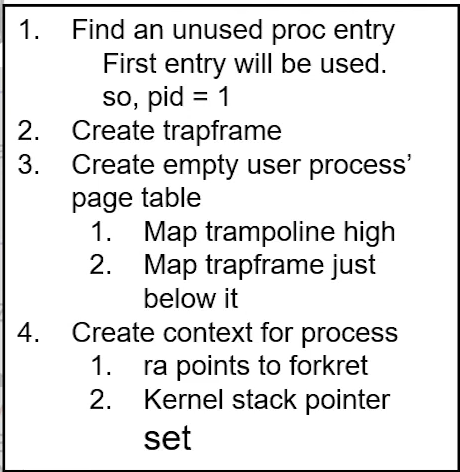 1. Find an unused proc entry
First entry will be used.
so, pid = 1
2. Create trapframe
3. Create empty user process’
page table
1. Map trampoline high
2. Map trapframe just
below it
4. Create context for process
1. ra points to forkret
2. Kernel stack pointer
set